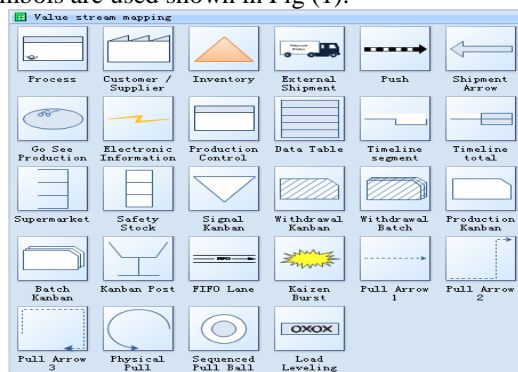 mbols are used shown in Fig (1).
Value stream mapping
Process
Customer /
Supplier
Inventory
External
Shipment
Push
Shipment
Arrow
Go See
Production
Electronic
Information
Production
Control
Data Table
Timeline
segment
Timeline
total
Supermarket
Safety
Stock
Signal
Kanban
Withdrawal
Kanban
Withdrawal
Batch
Production
Kanban
Batch
Kanban
Kanban Post
FIFO
FIFO Lane
Kaizen
Burst
Pull Arrow
1
Pull Arrow
2
Pull Arrow
3
Physical
Pull
Sequenced
Pull Ball
OXOX
Load
Leveling